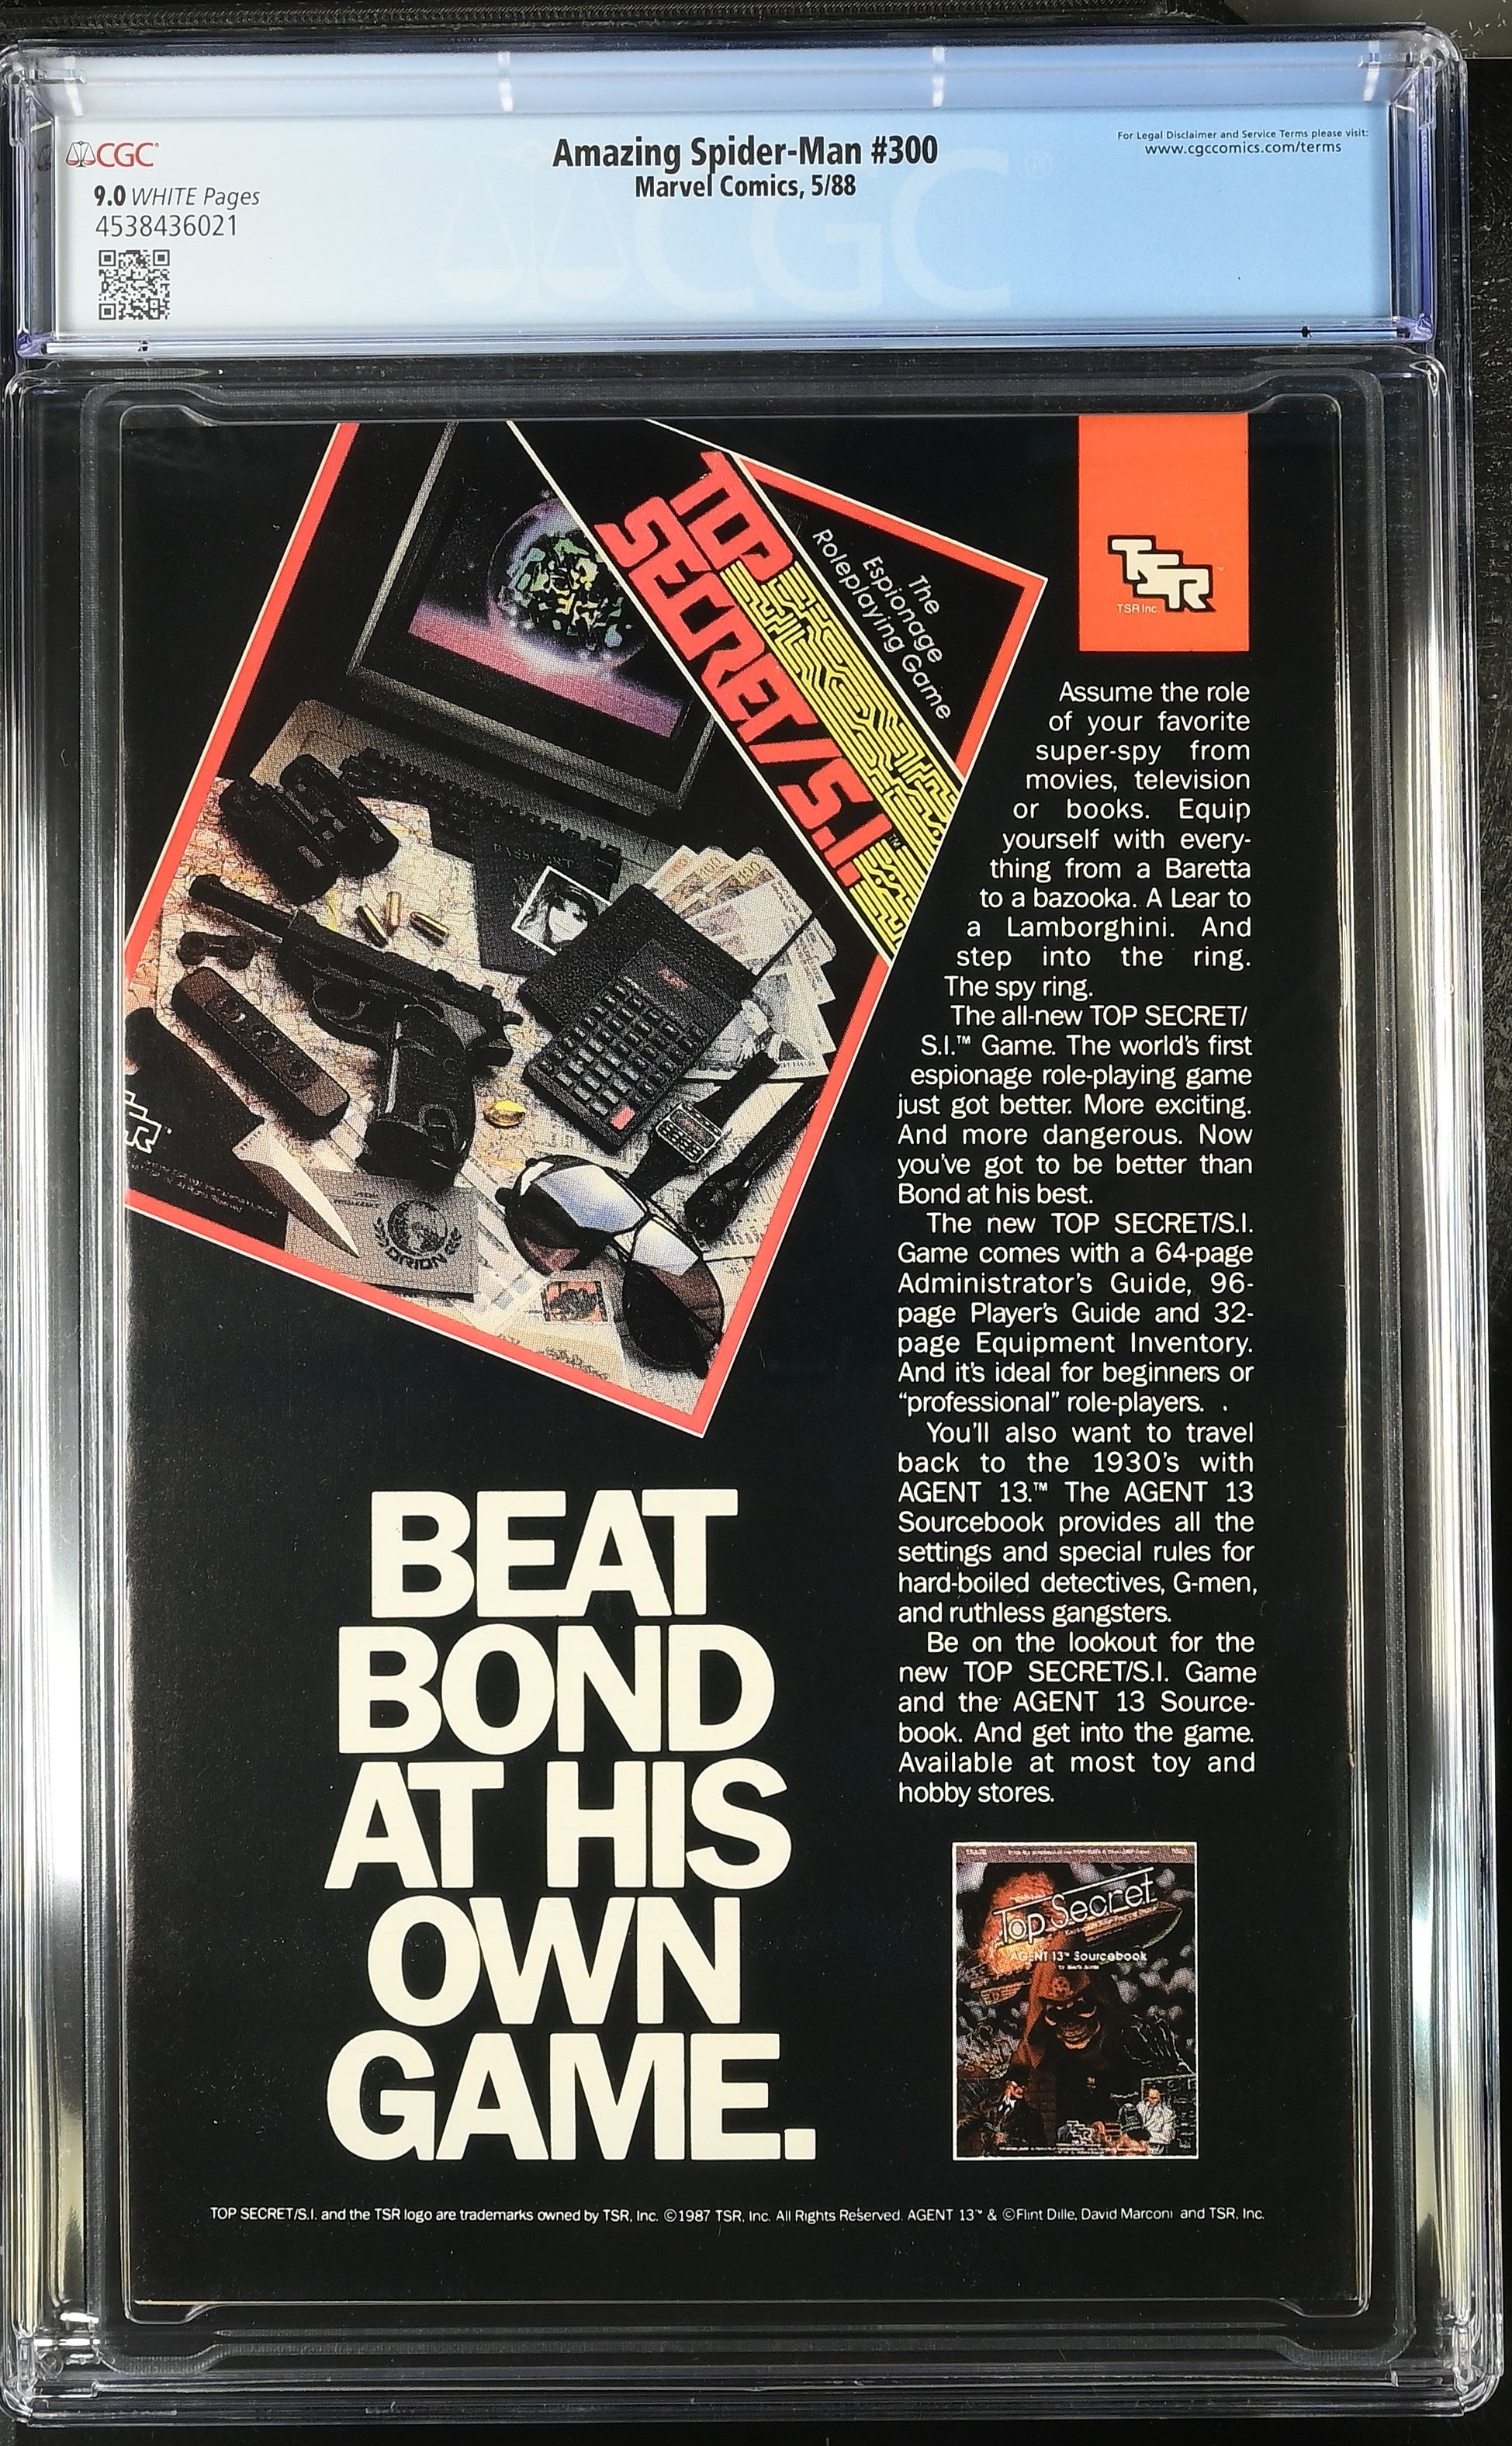 CGC
9.0 WHITE Pages
4538436021
Amazing Spider-Man #300
Marvel Comics, 5/88
For Legal Disclaimer and Service Terms please visit:
www.cgccomics.com/terms
CGC®
TOP
SECRET/S.I.™
The
Espionage
Roleplaying Game
PASSPORT
100
ORION
TSR
TSR Inc.
Assume the role
of your favorite
super-spy from
movies, television
or books. Equip
yourself with every-
thing from a Baretta
to a bazooka. A Lear to
a Lamborghini. And
step into the ring.
The spy ring.
The all-new TOP SECRET/
S.I.™ Game. The world's first
espionage role-playing game
just got better. More exciting.
And more dangerous. Now
you've got to be better than
Bond at his best.
The new TOP SECRET/S.I.
Game comes with a 64-page
Administrator's Guide, 96-
page Player's Guide and 32-
page Equipment Inventory.
And it's ideal for beginners or
"professional" role-players.
You'll also want to travel
back to the 1930's with
AGENT 13.™ The AGENT 13
Sourcebook provides all the
settings and special rules for
hard-boiled detectives, G-men,
and ruthless gangsters.
Be on the lookout for the
new TOP SECRET/S.I. Game
and the AGENT 13 Source-
book. And get into the game.
Available at most toy and
hobby stores.
BEAT
BOND
AT HIS
OWN
GAME.
Top Secret
AGENT 13™ Sourcebook
TOP SECRET/S.I. and the TSR logo are trademarks owned by TSR, Inc. ©1987 TSR, Inc. All Rights Reserved. AGENT 13™ & ©Flint Dille, David Marconi and TSR, Inc.